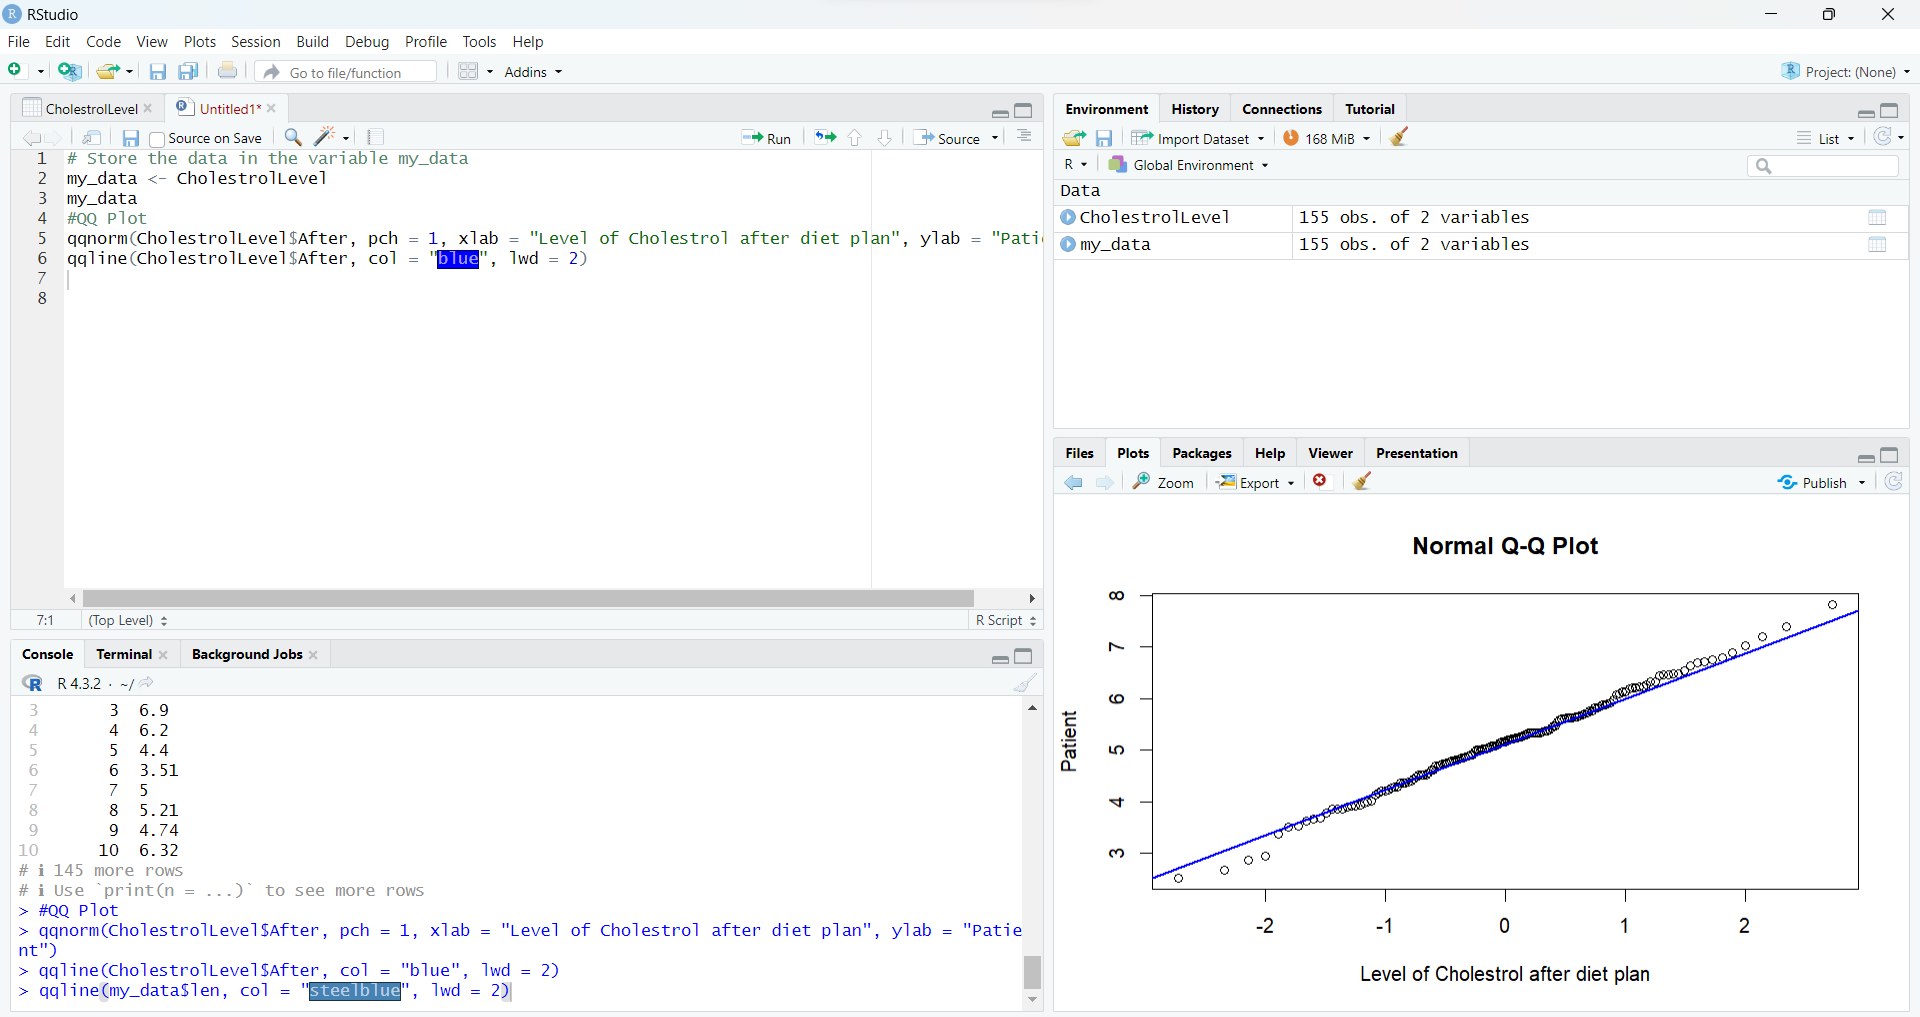 RStudio
File Edit Code View Plots Session Build Debug Profile Tools Help
Go to file/function Addins Project: (None)
CholestrolLevel Untitled1*
Source on Save Run Source
1 # Store the data in the variable my_data
2 my_data <- CholestrolLevel
3 my_data
4 #QQ Plot
5 qqnorm(CholestrolLevel$After, pch = 1, xlab = "Level of Cholestrol after diet plan", ylab = "Pati
6 qqline(CholestrolLevel$After, col = "blue", lwd = 2)
7
8
7:1 (Top Level) R Script
Console Terminal Background Jobs
R 4.3.2 · ~/
3 3 6.9
4 4 6.2
5 5 4.4
6 6 3.51
7 7 5
8 8 5.21
9 9 4.74
10 10 6.32
# ℹ 145 more rows
# ℹ Use `print(n = ...)` to see more rows
> #QQ Plot
> qqnorm(CholestrolLevel$After, pch = 1, xlab = "Level of Cholestrol after diet plan", ylab = "Patie
nt")
> qqline(CholestrolLevel$After, col = "blue", lwd = 2)
> qqline(my_data$len, col = "steelblue", lwd = 2)
Environment History Connections Tutorial
Import Dataset 168 MiB List
R Global Environment
Data
CholestrolLevel 155 obs. of 2 variables
my_data 155 obs. of 2 variables
Files Plots Packages Help Viewer Presentation
Zoom Export Publish
Normal Q-Q Plot
8
7
6
5
4
3
Patient
-2 -1 0 1 2
Level of Cholestrol after diet plan